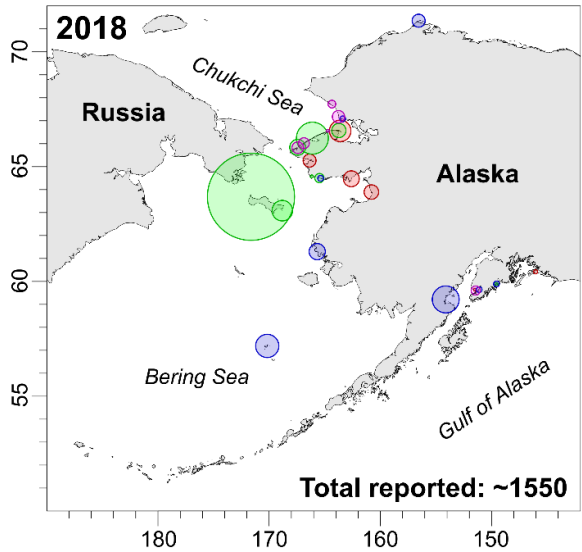 2018
70
Chukchi Sea
Russia
65
Alaska
60
Bering Sea
55
Gulf of Alaska
Total reported: ~1550
180 170 160 150